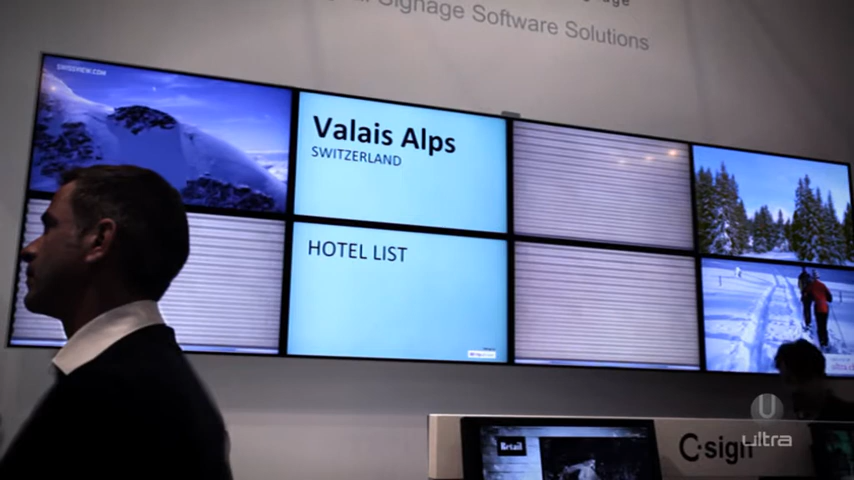 Signage Software Solutions
SWISSVIEW.COM
Valais Alps
SWITZERLAND
HOTEL LIST
Retail
C·sign
U
ultra